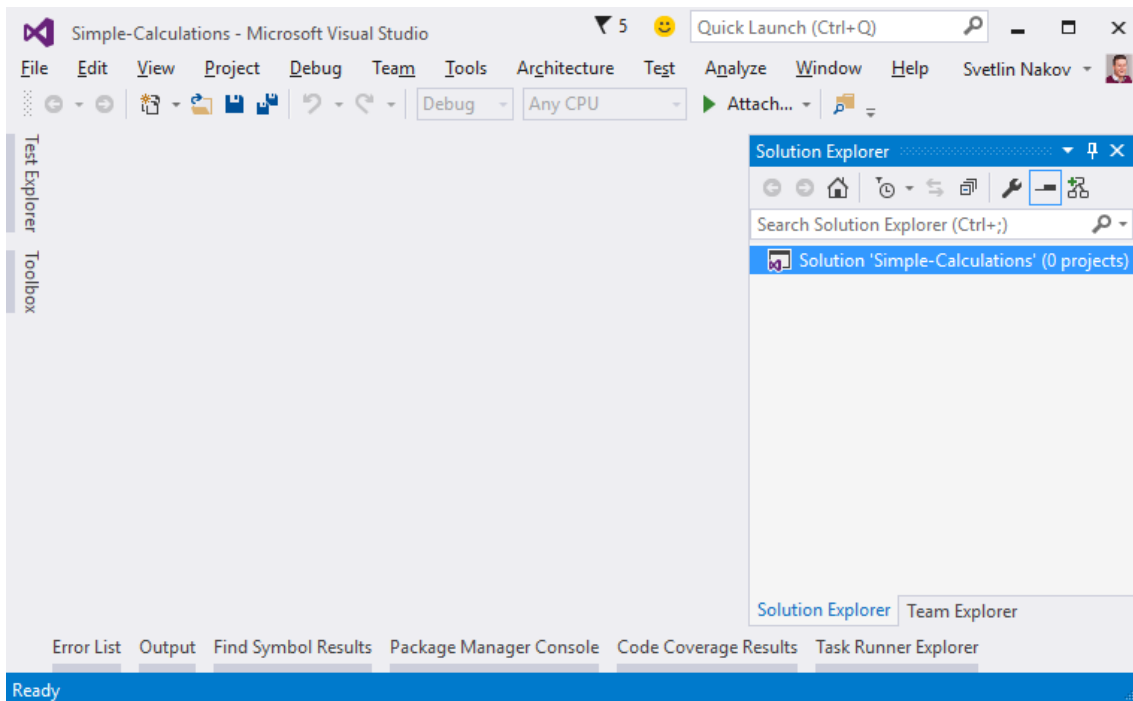 Simple-Calculations - Microsoft Visual Studio 5 Quick Launch (Ctrl+Q)
File Edit View Project Debug Team Tools Architecture Test Analyze Window Help Svetlin Nakov
Debug Any CPU Attach...
Test Explorer
Toolbox
Solution Explorer
Search Solution Explorer (Ctrl+;)
Solution 'Simple-Calculations' (0 projects)
Solution Explorer Team Explorer
Error List Output Find Symbol Results Package Manager Console Code Coverage Results Task Runner Explorer
Ready